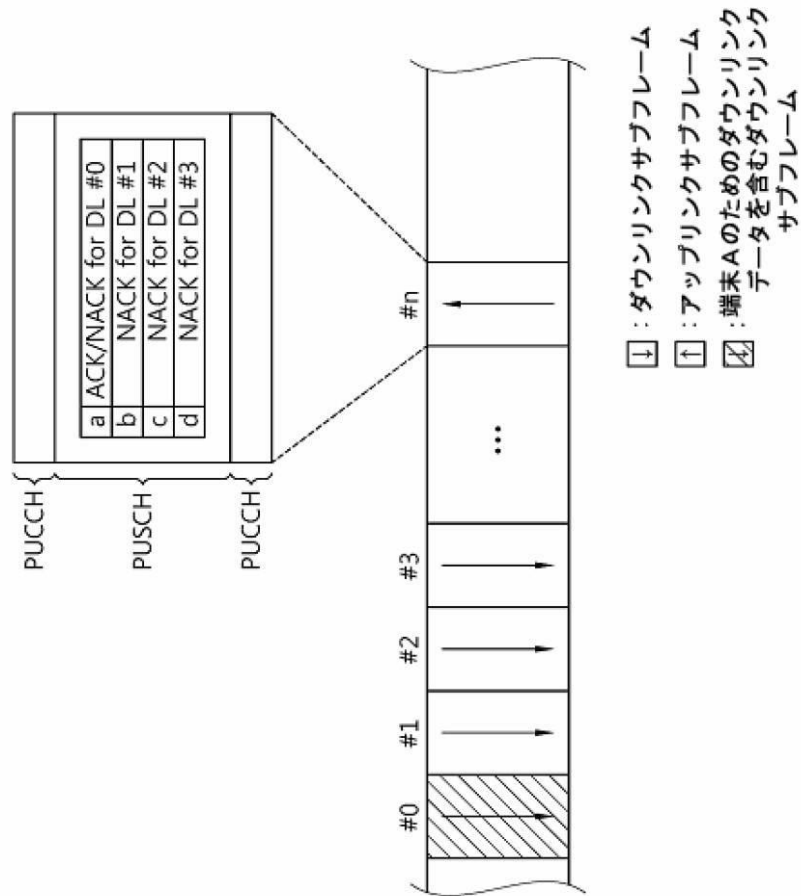 PUCCH
PUSCH
PUCCH
a ACK/NACK for DL #0
b NACK for DL #1
c NACK for DL #2
d NACK for DL #3
#0
#1
#2
#3
...
#n
↓ : ダウンリンクサブフレーム
↑ : アップリンクサブフレーム
: 端末Aのためのダウンリンク
データを含むダウンリンク
サブフレーム